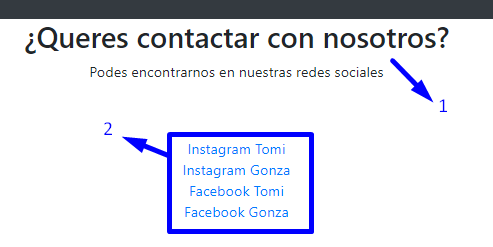 ¿Queres contactar con nosotros?
Podes encontrarnos en nuestras redes sociales
1
2
Instagram Tomi
Instagram Gonza
Facebook Tomi
Facebook Gonza